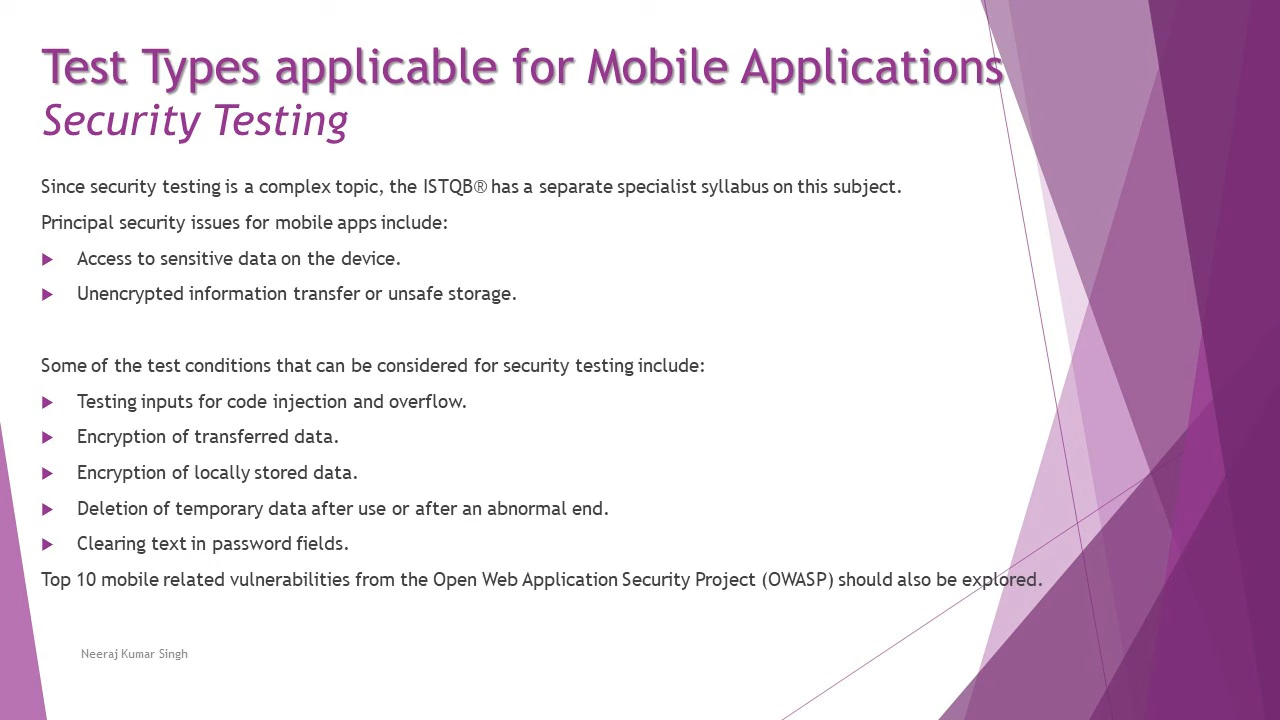 Test Types applicable for Mobile Applications
Security Testing
Since security testing is a complex topic, the ISTQB® has a separate specialist syllabus on this subject.
Principal security issues for mobile apps include:
Access to sensitive data on the device.
Unencrypted information transfer or unsafe storage.
Some of the test conditions that can be considered for security testing include:
Testing inputs for code injection and overflow.
Encryption of transferred data.
Encryption of locally stored data.
Deletion of temporary data after use or after an abnormal end.
Clearing text in password fields.
Top 10 mobile related vulnerabilities from the Open Web Application Security Project (OWASP) should also be explored.
Neeraj Kumar Singh